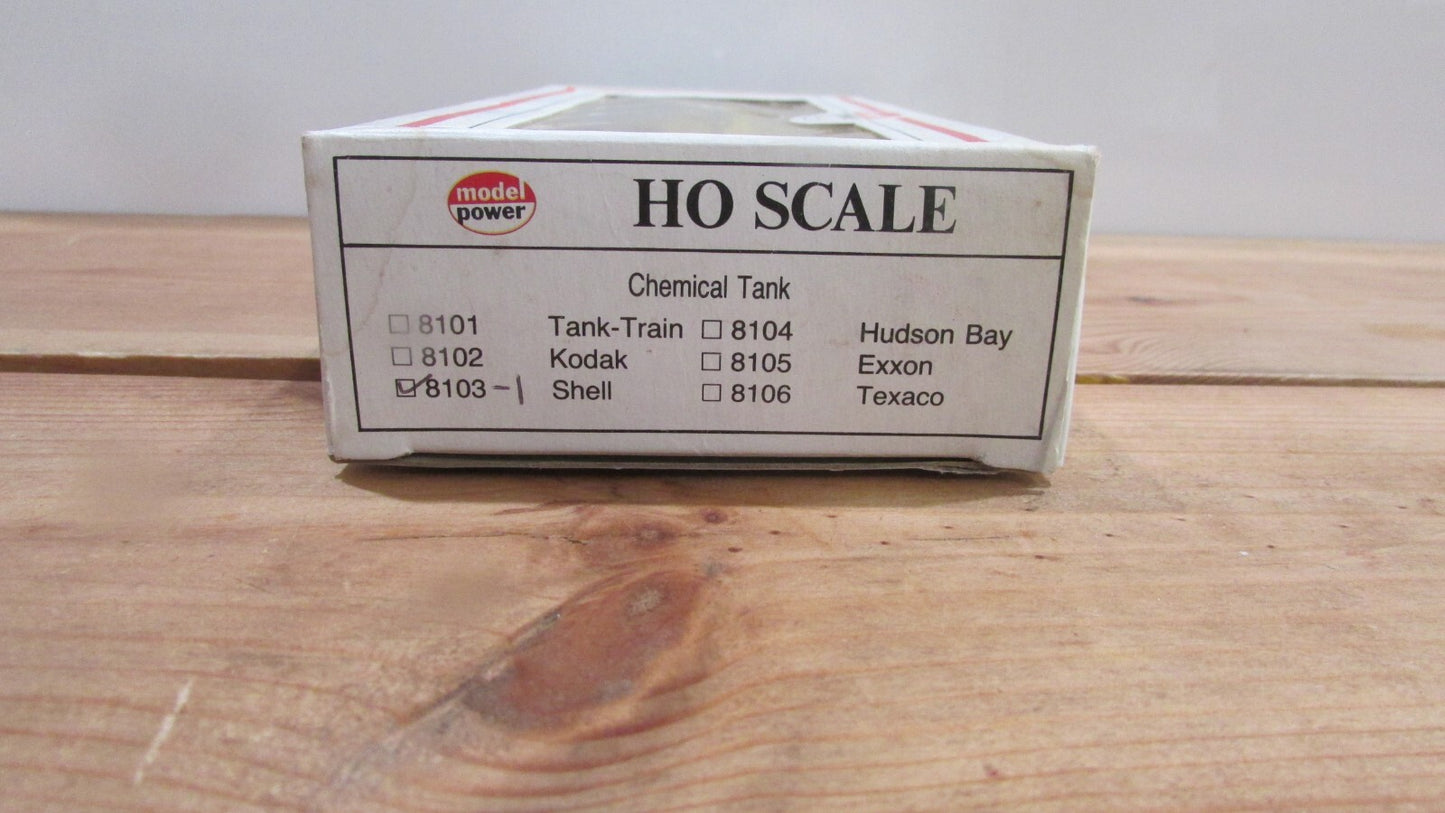 model power
HO SCALE
Chemical Tank
☐ 8101 Tank-Train ☐ 8104 Hudson Bay
☐ 8102 Kodak ☐ 8105 Exxon
☑ 8103 -1 Shell ☐ 8106 Texaco